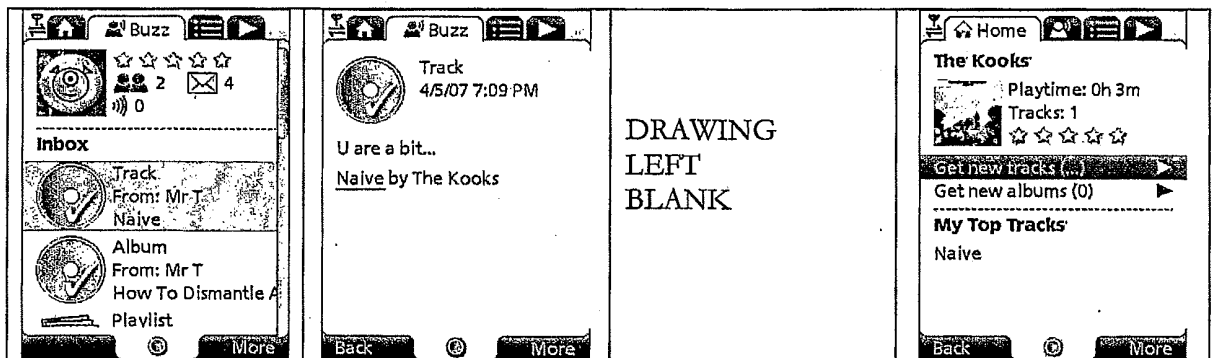 Buzz
2
4
0
Inbox
Track
From: Mr T
Naive
Album
From: Mr T
How To Dismantle A
Playlist
More
Buzz
Track
4/5/07 7:09 PM
U are a bit...
Naive by The Kooks
Back
More
DRAWING
LEFT
BLANK
Home
The Kooks
Playtime: 0h 3m
Tracks: 1
Get new tracks (...)
Get new albums (0)
My Top Tracks
Naive
Back
More